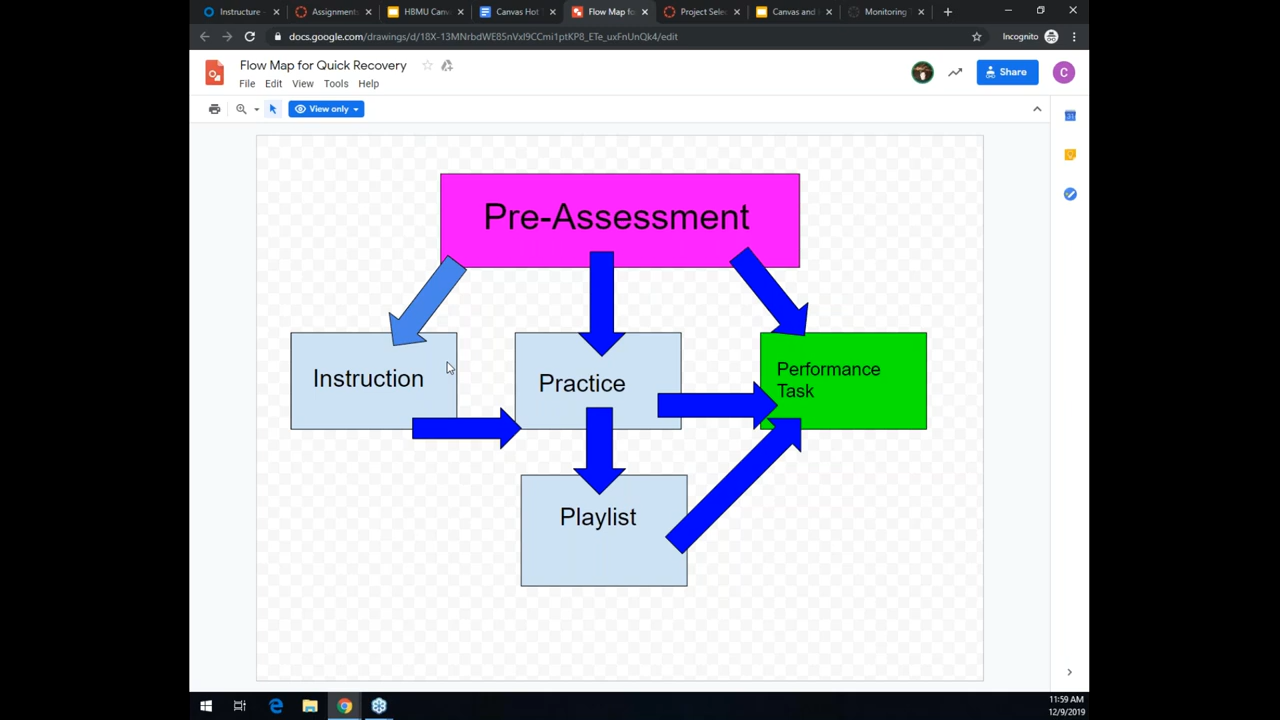 Instructure
Assignment
HBMU Can
Canvas Hot
Flow Map fo
Project Sele
Canvas and
Monitoring
docs.google.com/drawings/d/18X-13MNrbdWE85nVxI9CCmi1ptKP8_ETe_uxFnUnQk4/edit
Incognito
Flow Map for Quick Recovery
File Edit View Tools Help
Share
C
View only
Pre-Assessment
Instruction
Practice
Performance
Task
Playlist
11:59 AM
12/9/2019